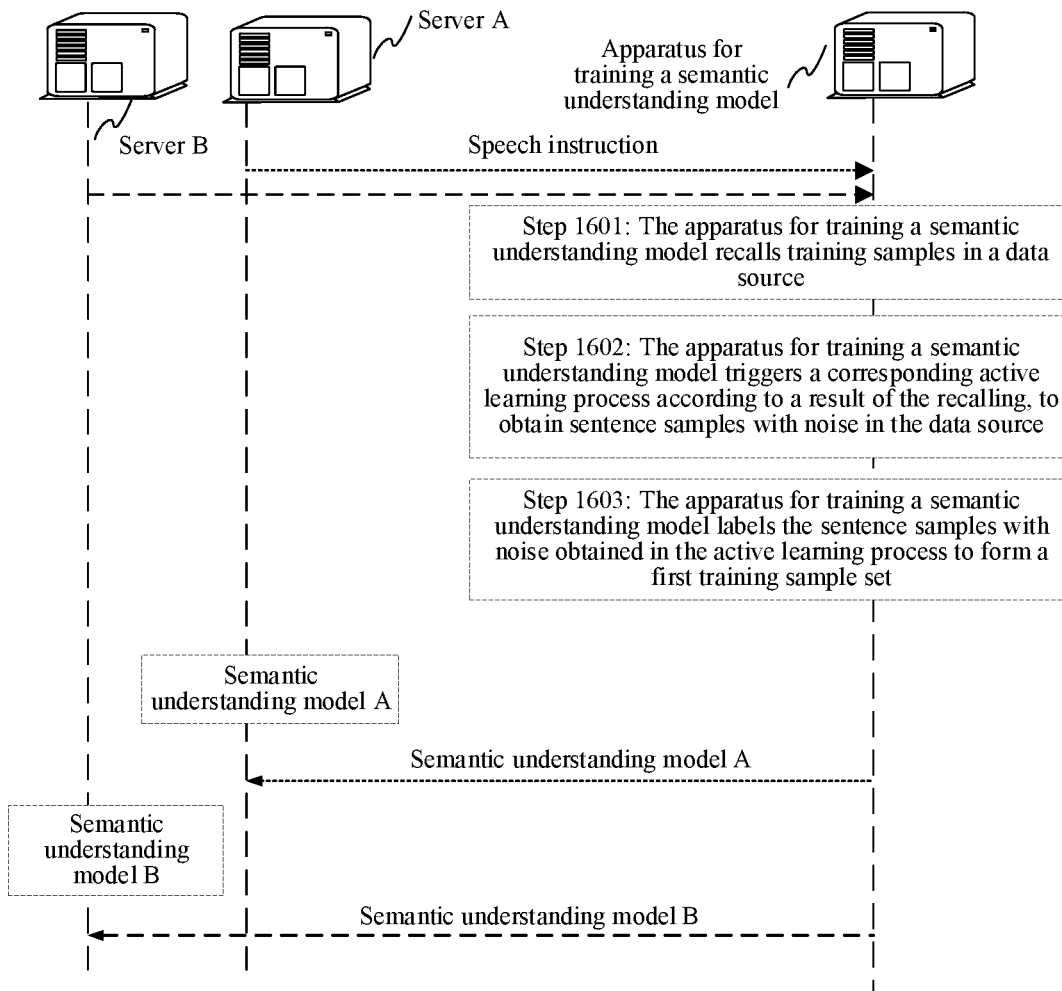 Server A
Apparatus for
training a semantic
understanding model
Server B
Speech instruction
Step 1601: The apparatus for training a semantic
understanding model recalls training samples in a data
source
Step 1602: The apparatus for training a semantic
understanding model triggers a corresponding active
learning process according to a result of the recalling, to
obtain sentence samples with noise in the data source
Step 1603: The apparatus for training a semantic
understanding model labels the sentence samples with
noise obtained in the active learning process to form a
first training sample set
Semantic
understanding model A
Semantic understanding model A
Semantic
understanding
model B
Semantic understanding model B